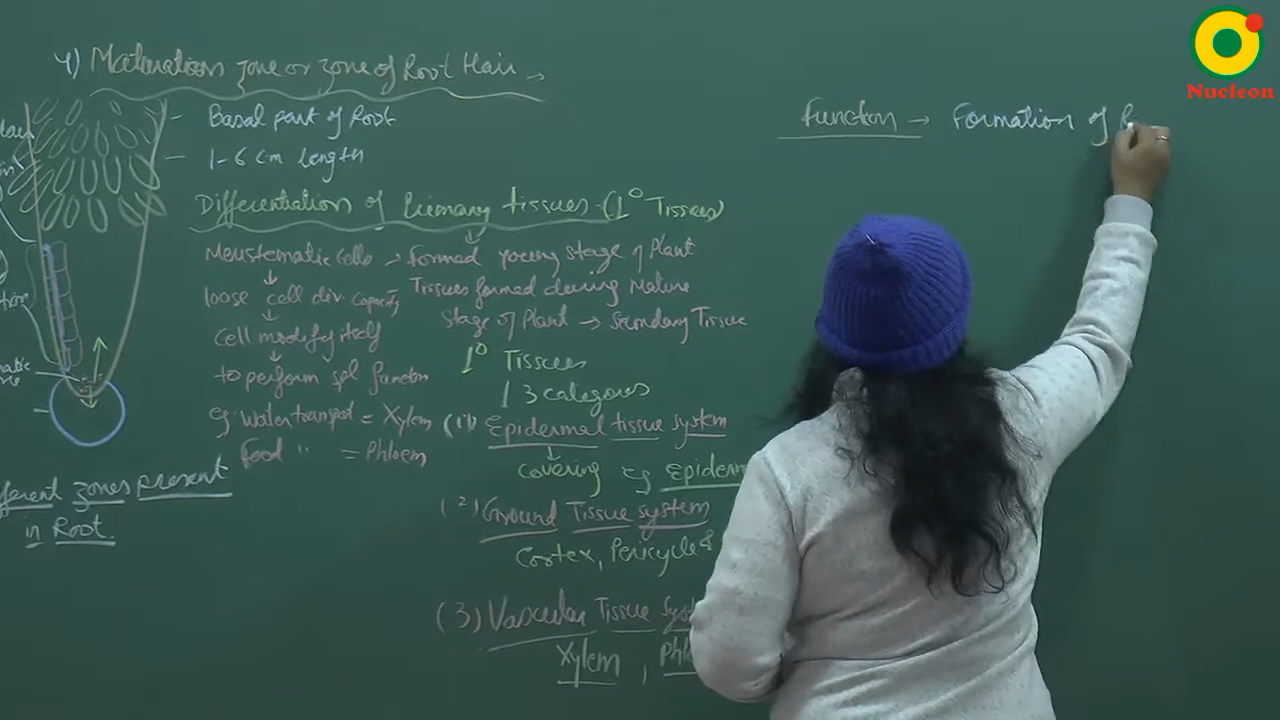 4) Maturation zone or zone of Root Hair →
Basal part of Root
1-6 cm length
Differentiation of Primary tissues (1° Tissues)
Meristematic Cells → Formed young stage of Plant
loose cell div. capacity
Tissues formed during Mature
stage of Plant → Secondary Tissue
Cell modify itself
to perform spl function
eg Water transport = Xylem
Food " = Phloem
1° Tissues
3 categories
(1) Epidermal tissue system
Covering eg Epiderm
(2) Ground Tissue system
Cortex, Pericycle &
(3) Vascular Tissue Syst
Xylem, Phl
fferent zones present
in Root.
Function → Formation of R
Nucleon